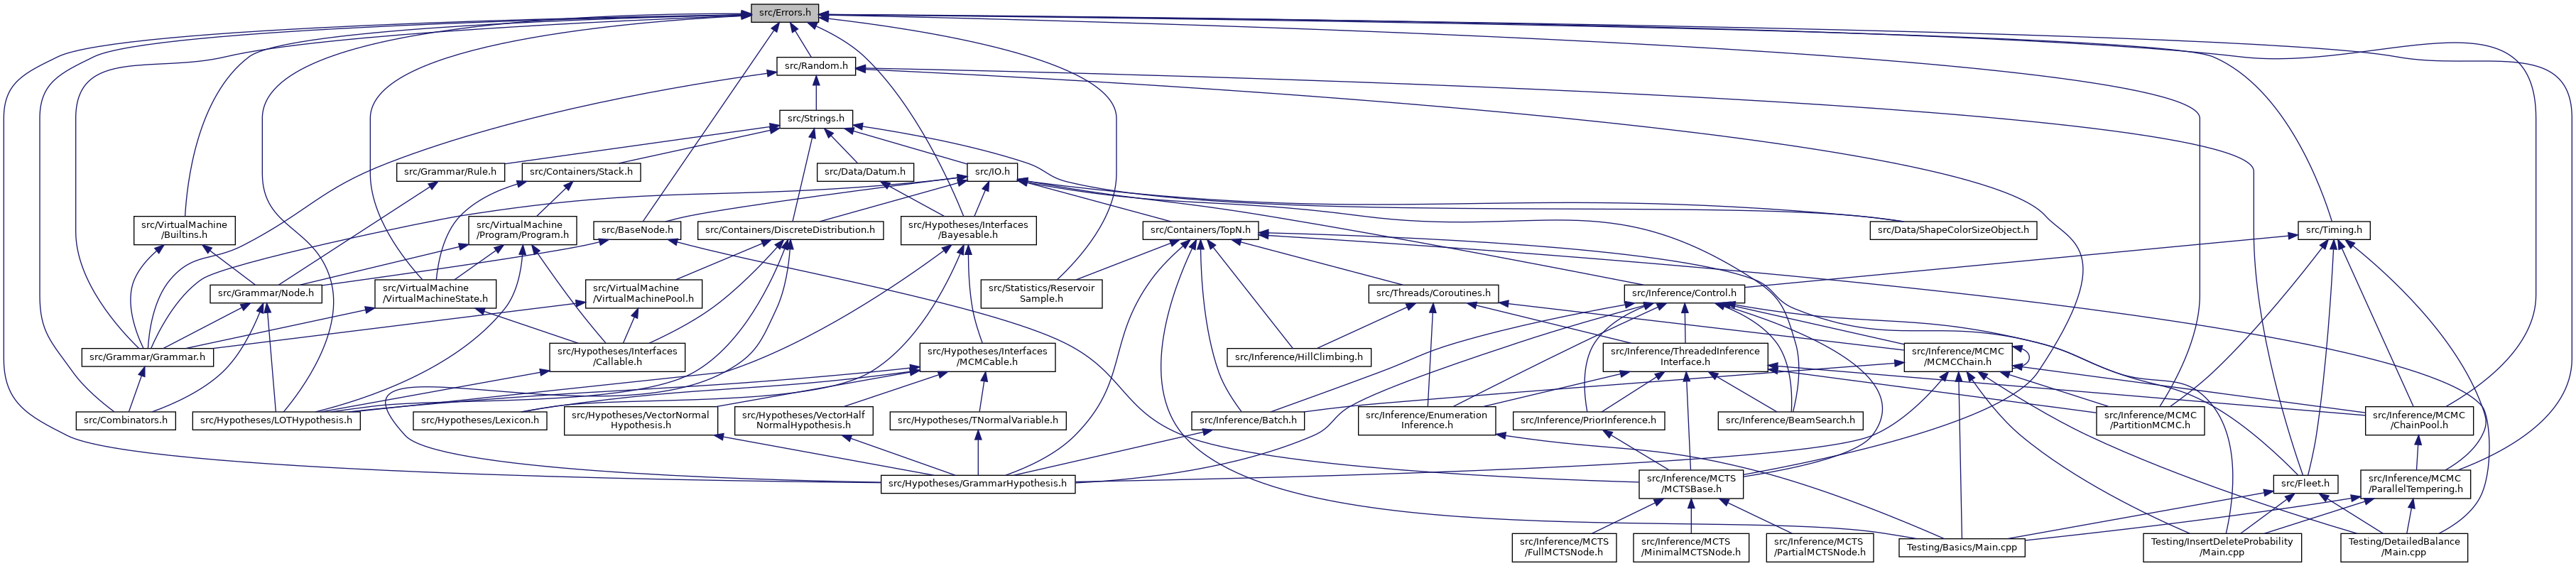 src/Errors.h
src/Random.h
src/Strings.h
src/Grammar/Rule.h
src/Containers/Stack.h
src/Data/Datum.h
src/IO.h
src/VirtualMachine
/Builtins.h
src/VirtualMachine
/Program/Program.h
src/BaseNode.h
src/Containers/DiscreteDistribution.h
src/Hypotheses/Interfaces
/Bayesable.h
src/Containers/TopN.h
src/Data/ShapeColorSizeObject.h
src/Timing.h
src/Grammar/Node.h
src/VirtualMachine
/VirtualMachineState.h
src/VirtualMachine
/VirtualMachinePool.h
src/Statistics/Reservoir
Sample.h
src/Threads/Coroutines.h
src/Inference/Control.h
src/Grammar/Grammar.h
src/Hypotheses/Interfaces
/Callable.h
src/Hypotheses/Interfaces
/MCMCable.h
src/Inference/HillClimbing.h
src/Inference/ThreadedInference
Interface.h
src/Inference/MCMC
/MCMCChain.h
src/Combinators.h
src/Hypotheses/LOTHypothesis.h
src/Hypotheses/Lexicon.h
src/Hypotheses/VectorNormal
Hypothesis.h
src/Hypotheses/VectorHalf
NormalHypothesis.h
src/Hypotheses/TNormalVariable.h
src/Inference/Batch.h
src/Inference/Enumeration
Inference.h
src/Inference/PriorInference.h
src/Inference/BeamSearch.h
src/Inference/MCMC
/PartitionMCMC.h
src/Inference/MCMC
/ChainPool.h
src/Hypotheses/GrammarHypothesis.h
src/Inference/MCTS
/MCTSBase.h
src/Fleet.h
src/Inference/MCMC
/ParallelTempering.h
src/Inference/MCTS
/FullMCTSNode.h
src/Inference/MCTS
/MinimalMCTSNode.h
src/Inference/MCTS
/PartialMCTSNode.h
Testing/Basics/Main.cpp
Testing/InsertDeleteProbability
/Main.cpp
Testing/DetailedBalance
/Main.cpp